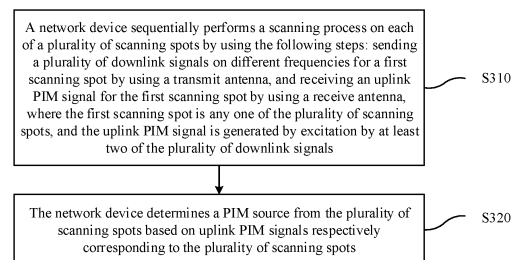 A network device sequentially performs a scanning process on each
of a plurality of scanning spots by using the following steps: sending
a plurality of downlink signals on different frequencies for a first
scanning spot by using a transmit antenna, and receiving an uplink
PIM signal for the first scanning spot by using a receive antenna,
where the first scanning spot is any one of the plurality of scanning
spots, and the uplink PIM signal is generated by excitation by at least
two of the plurality of downlink signals
S310
The network device determines a PIM source from the plurality of
scanning spots based on uplink PIM signals respectively
corresponding to the plurality of scanning spots
S320